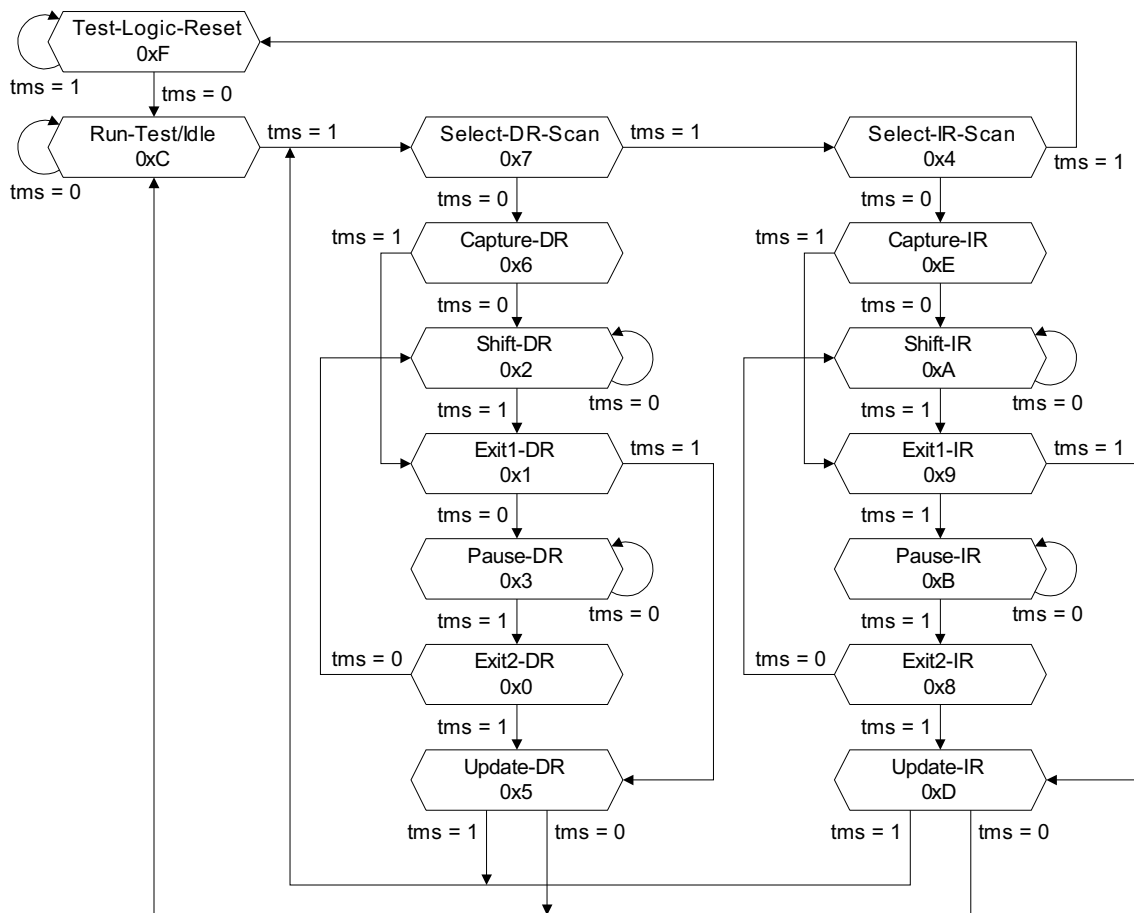 Test-Logic-Reset
0xF
tms = 1
tms = 0
Run-Test/Idle
0xC
tms = 0
tms = 1
Select-DR-Scan
0x7
tms = 1
Select-IR-Scan
0x4
tms = 1
tms = 0
tms = 0
tms = 1
Capture-DR
0x6
tms = 1
Capture-IR
0xE
tms = 0
tms = 0
Shift-DR
0x2
tms = 0
Shift-IR
0xA
tms = 0
tms = 1
tms = 1
Exit1-DR
0x1
tms = 1
Exit1-IR
0x9
tms = 1
tms = 0
tms = 1
Pause-DR
0x3
tms = 0
Pause-IR
0xB
tms = 0
tms = 1
tms = 1
tms = 0
Exit2-DR
0x0
tms = 0
Exit2-IR
0x8
tms = 1
tms = 1
Update-DR
0x5
Update-IR
0xD
tms = 1
tms = 0
tms = 1
tms = 0